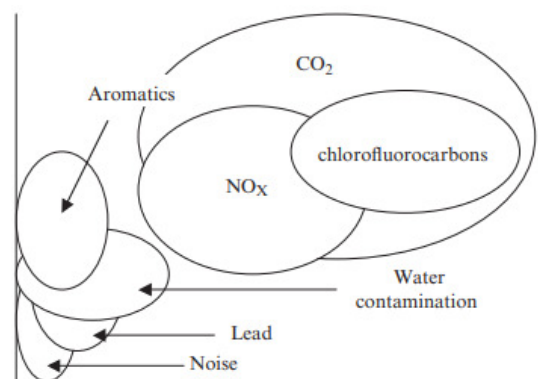 CO2
Aromatics
chlorofluorocarbons
NOX
Water
contamination
Lead
Noise